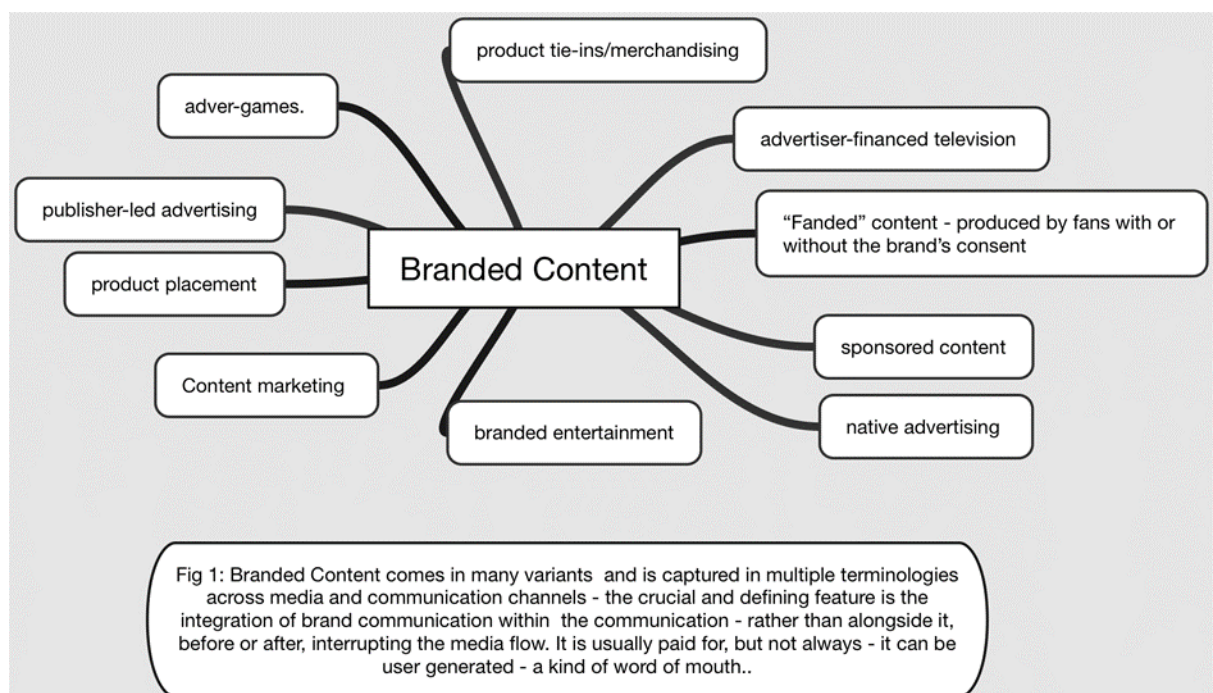 product tie-ins/merchandising
adver-games.
advertiser-financed television
publisher-led advertising
“Fanded” content - produced by fans with or
without the brand’s consent
Branded Content
product placement
sponsored content
Content marketing
native advertising
branded entertainment
Fig 1: Branded Content comes in many variants  and is captured in multiple terminologies
across media and communication channels - the crucial and defining feature is the
integration of brand communication within  the communication - rather than alongside it,
before or after, interrupting the media flow. It is usually paid for, but not always - it can be
user generated - a kind of word of mouth..